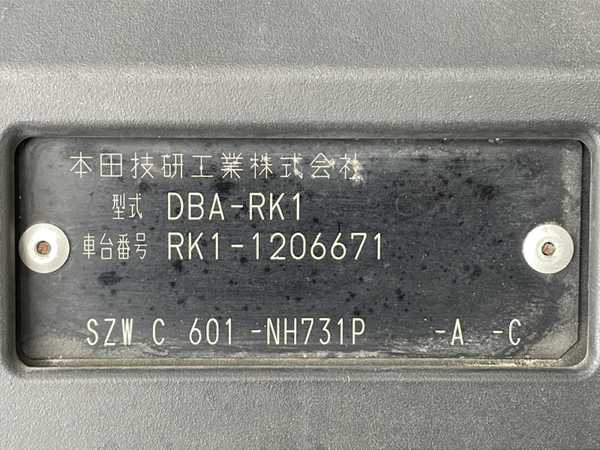 本田技研工業株式会社
型式 DBA-RK1
車台番号 RK1-1206671
SZW C 601 -NH731P -A -C